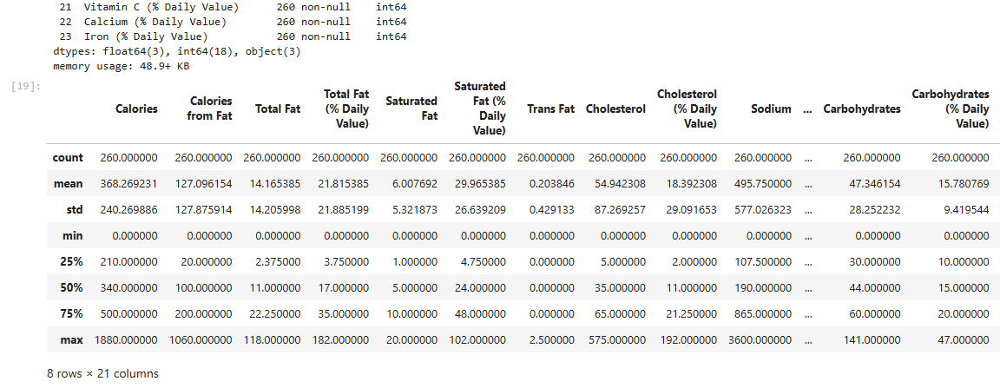 21  Vitamin C (% Daily Value)      260 non-null    int64
22  Calcium (% Daily Value)        260 non-null    int64
23  Iron (% Daily Value)           260 non-null    int64
dtypes: float64(3), int64(18), object(3)
memory usage: 48.9+ KB
[19]:
Calories Calories from Fat Total Fat Total Fat (% Daily Value) Saturated Fat Saturated Fat (% Daily Value) Trans Fat Cholesterol Cholesterol (% Daily Value) Sodium ... Carbohydrates Carbohydrates (% Daily Value)
count 260.000000 260.000000 260.000000 260.000000 260.000000 260.000000 260.000000 260.000000 260.000000 260.000000 ... 260.000000 260.000000
mean 368.269231 127.096154 14.165385 21.815385 6.007692 29.965385 0.203846 54.942308 18.392308 495.750000 ... 47.346154 15.780769
std 240.269886 127.875914 14.205998 21.885199 5.321873 26.639209 0.429133 87.269257 29.091653 577.026323 ... 28.252232 9.419544
min 0.000000 0.000000 0.000000 0.000000 0.000000 0.000000 0.000000 0.000000 0.000000 0.000000 ... 0.000000 0.000000
25% 210.000000 20.000000 2.375000 3.750000 1.000000 4.750000 0.000000 5.000000 2.000000 107.500000 ... 30.000000 10.000000
50% 340.000000 100.000000 11.000000 17.000000 5.000000 24.000000 0.000000 35.000000 11.000000 190.000000 ... 44.000000 15.000000
75% 500.000000 200.000000 22.250000 35.000000 10.000000 48.000000 0.000000 65.000000 21.250000 865.000000 ... 60.000000 20.000000
max 1880.000000 1060.000000 118.000000 182.000000 20.000000 102.000000 2.500000 575.000000 192.000000 3600.000000 ... 141.000000 47.000000
8 rows × 21 columns